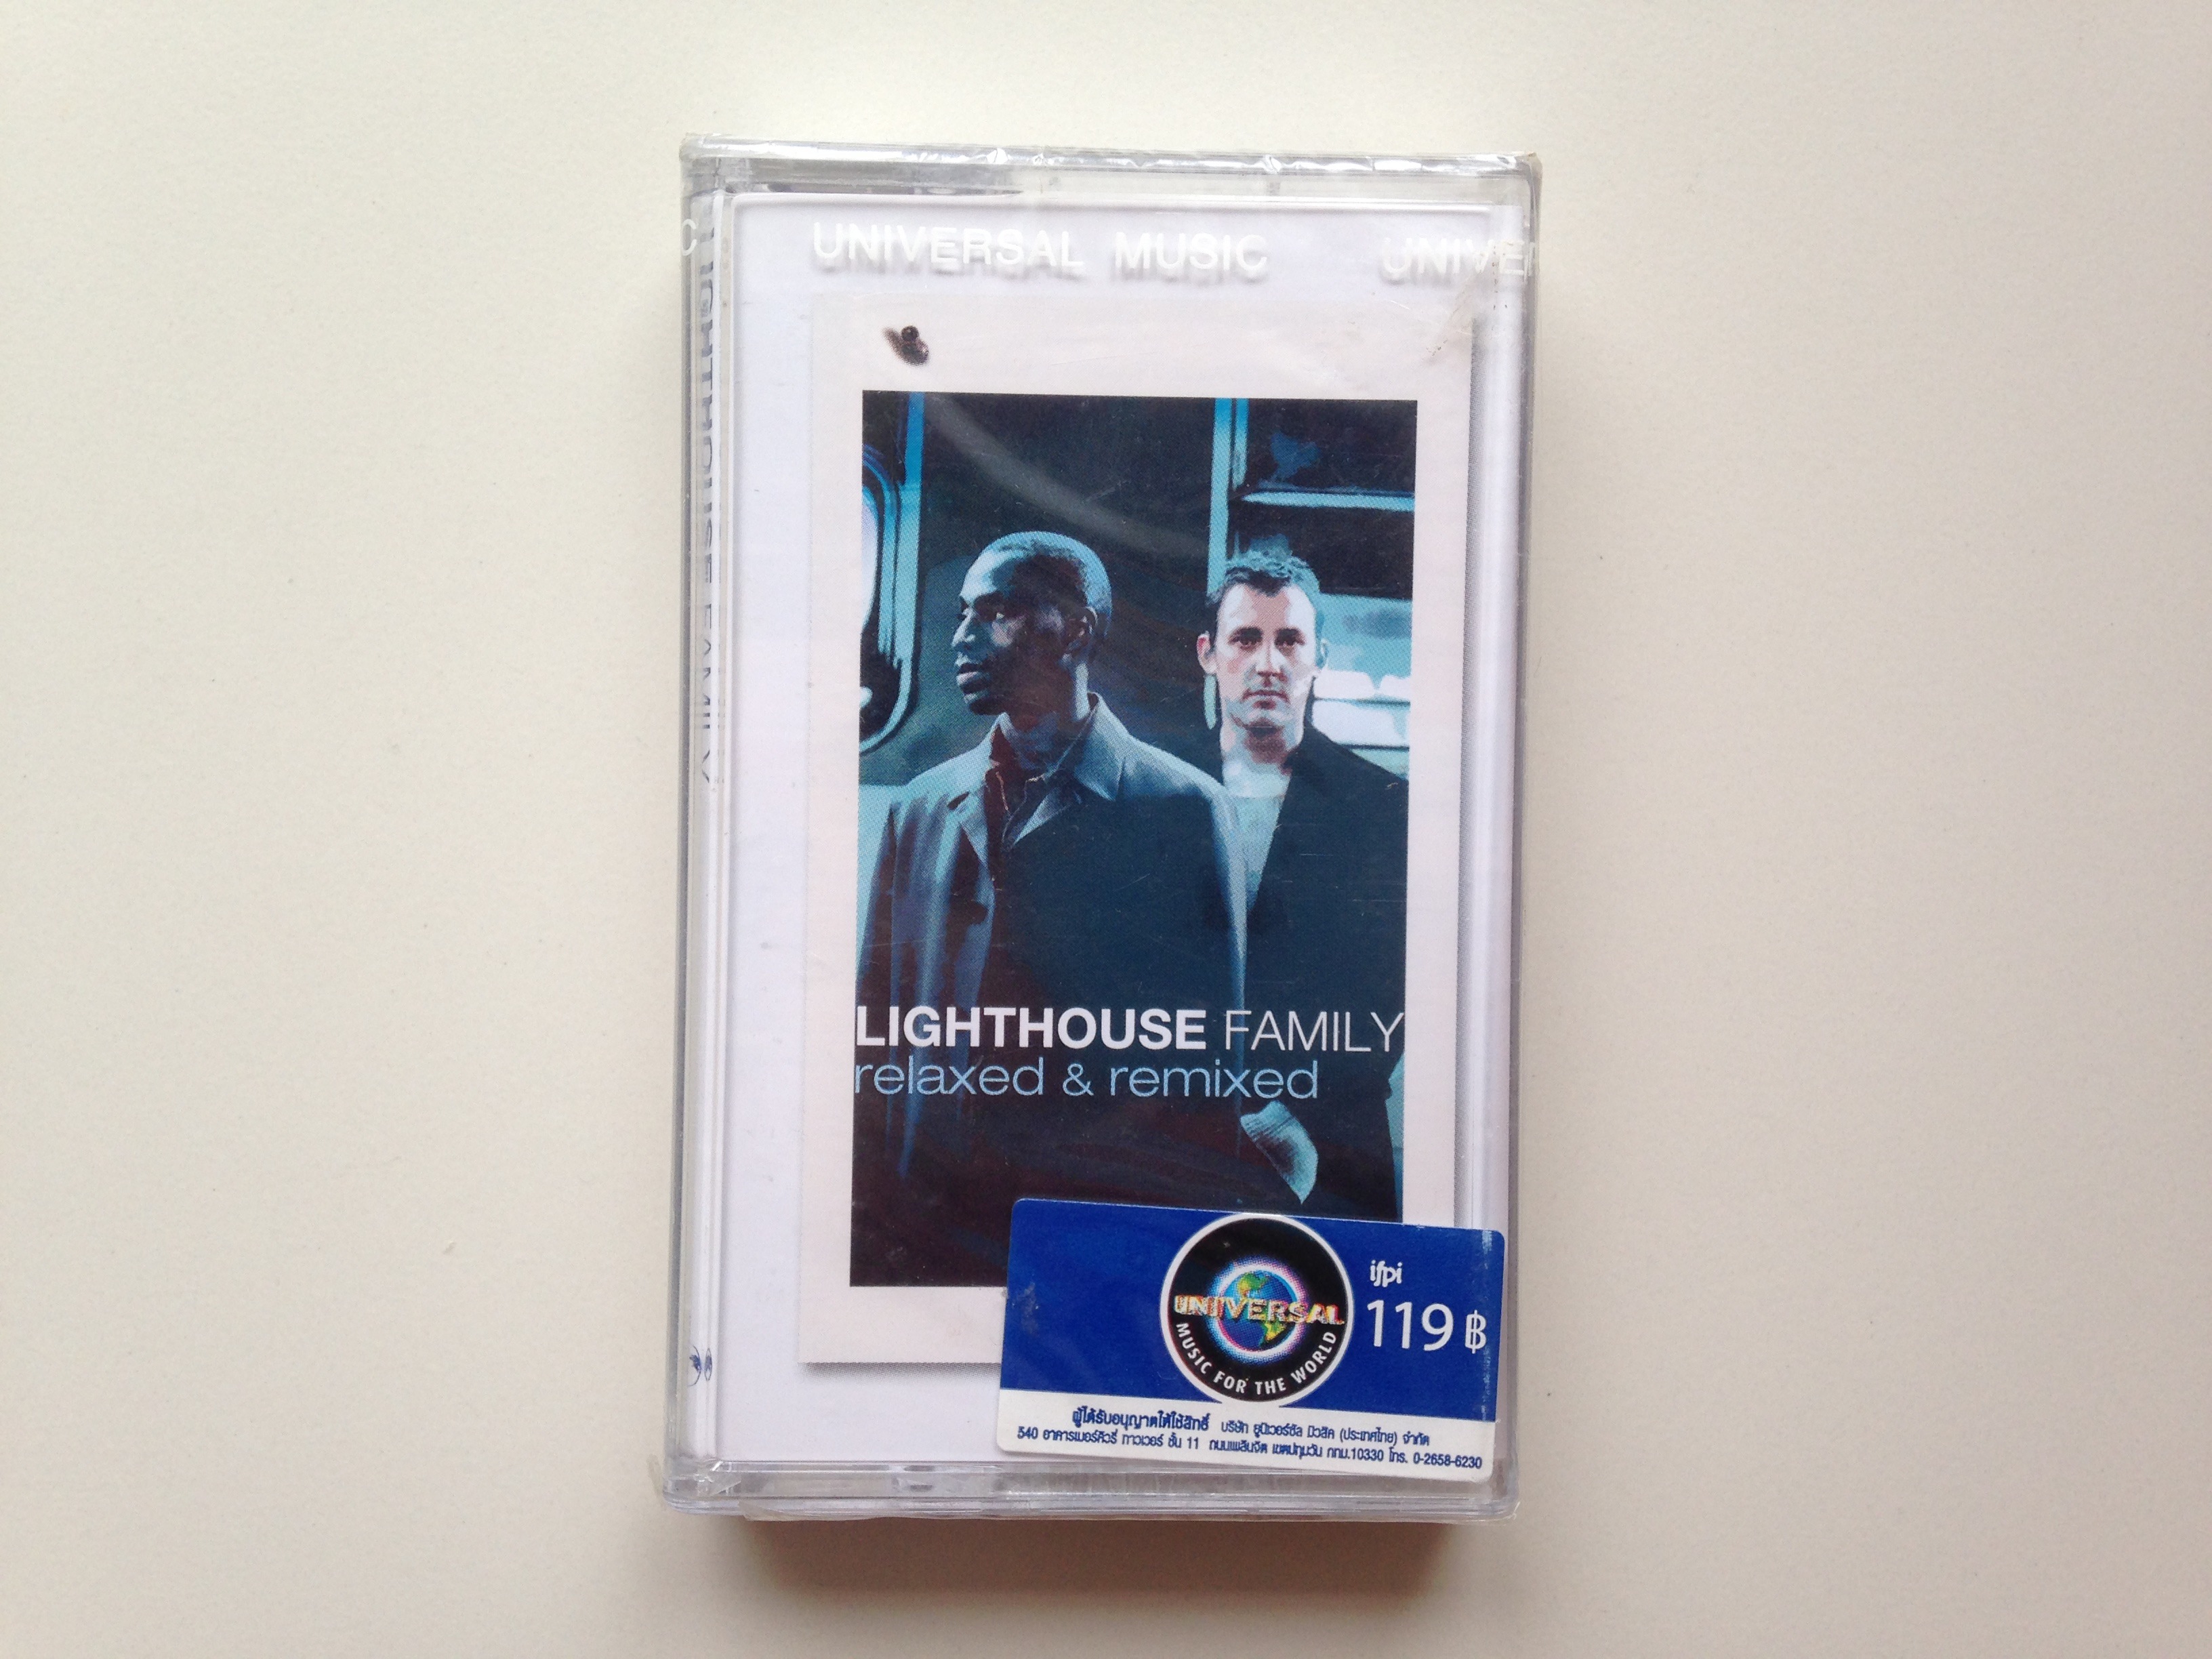 UNIVERSAL MUSIC UNIVER
LIGHTHOUSE FAMILY
LIGHTHOUSE FAMILY
relaxed & remixed
ifpi
119 ฿
UNIVERSAL
MUSIC FOR THE WORLD
ผู้ได้รับอนุญาตให้ใช้สิทธิ์ บริษัท ยูนิเวอร์ซัล มิวสิค (ประเทศไทย) จำกัด
540 อาคารเมอร์คิวรี่ ทาวเวอร์ ชั้น 11 ถนนเพลินจิต เขตปทุมวัน กทม.10330 โทร. 0-2658-6230